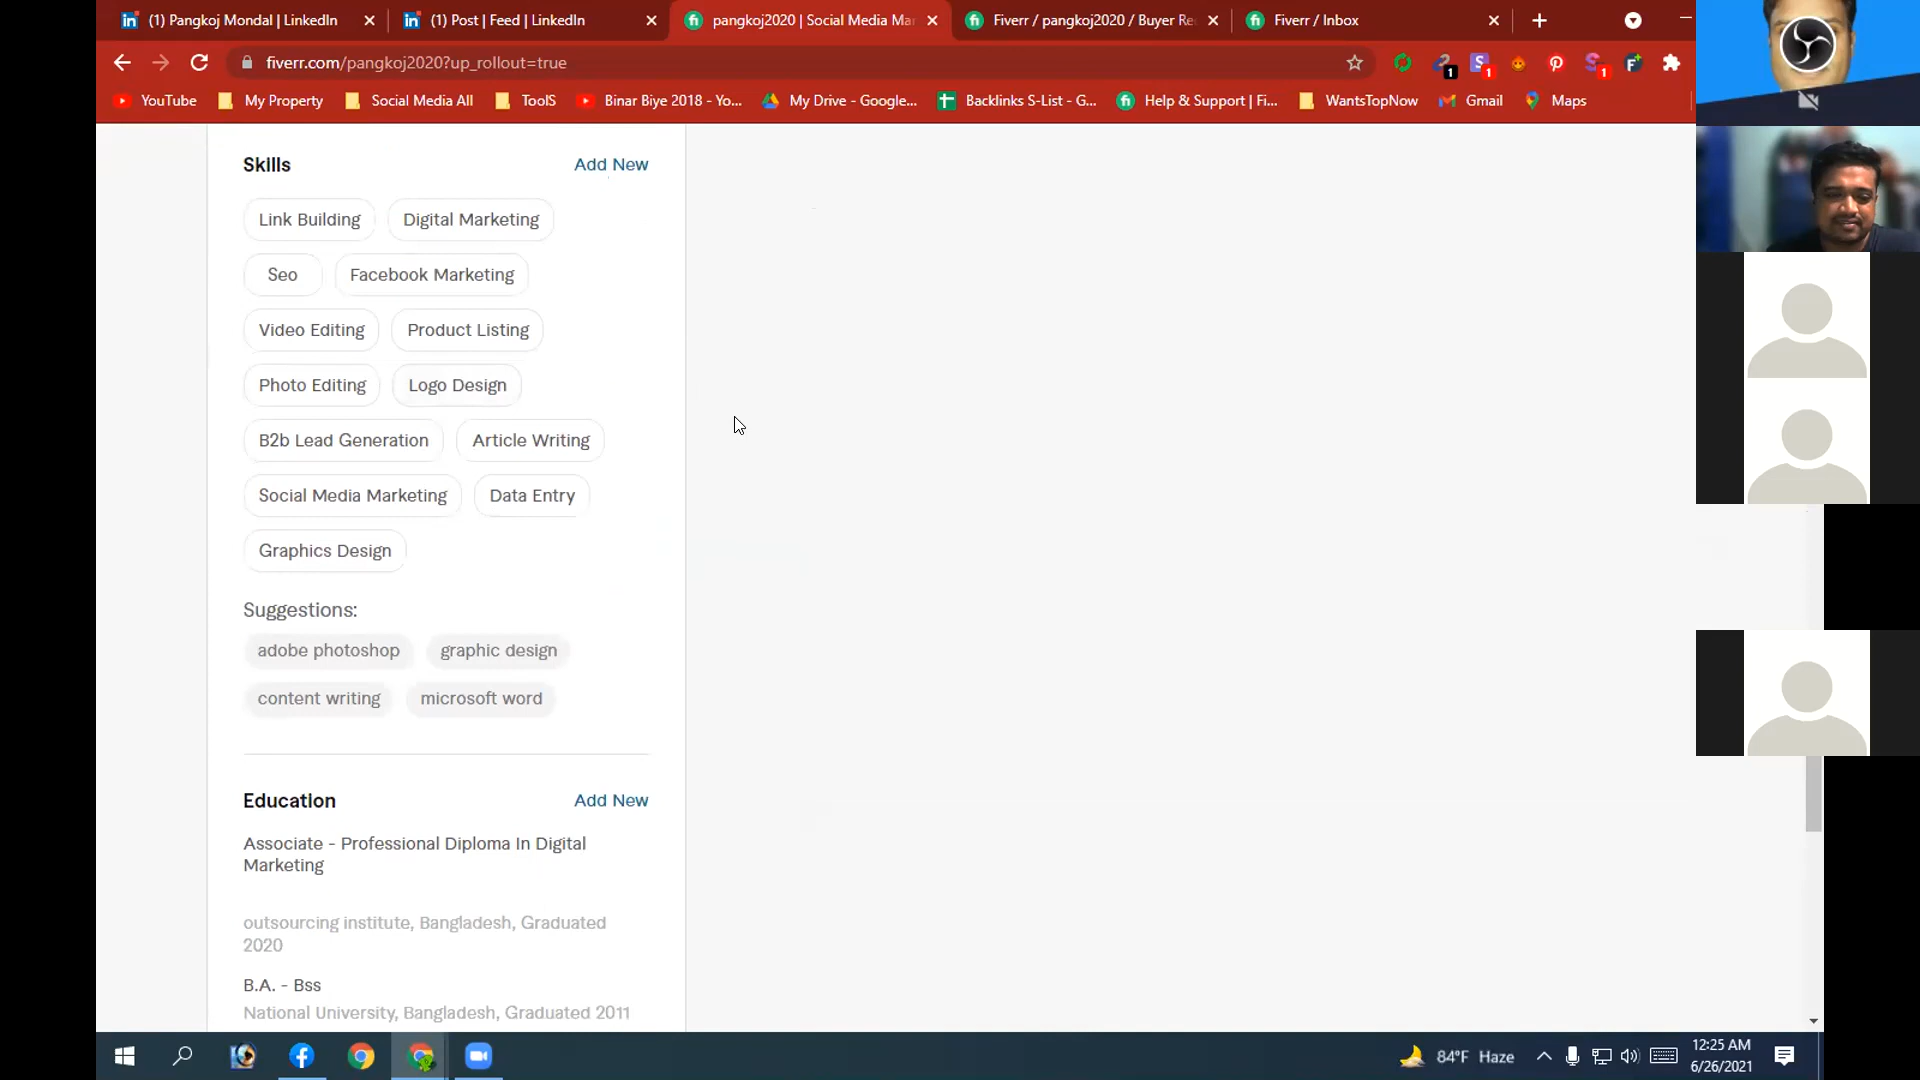 (1) Pangkoj Mondal | LinkedIn
(1) Post | Feed | LinkedIn
pangkoj2020 | Social Media Mar
Fiverr / pangkoj2020 / Buyer Re
Fiverr / Inbox
fiverr.com/pangkoj2020?up_rollout=true
1
1
1
YouTube
My Property
Social Media All
ToolS
Binar Biye 2018 - Yo...
My Drive - Google...
Backlinks S-List - G...
Help & Support | Fi...
WantsTopNow
Gmail
Maps
Skills
Add New
Link Building
Digital Marketing
Seo
Facebook Marketing
Video Editing
Product Listing
Photo Editing
Logo Design
B2b Lead Generation
Article Writing
Social Media Marketing
Data Entry
Graphics Design
Suggestions:
adobe photoshop
graphic design
content writing
microsoft word
Education
Add New
Associate - Professional Diploma In Digital
Marketing
outsourcing institute, Bangladesh, Graduated
2020
B.A. - Bss
National University, Bangladesh, Graduated 2011
84°F Haze
12:25 AM
6/26/2021